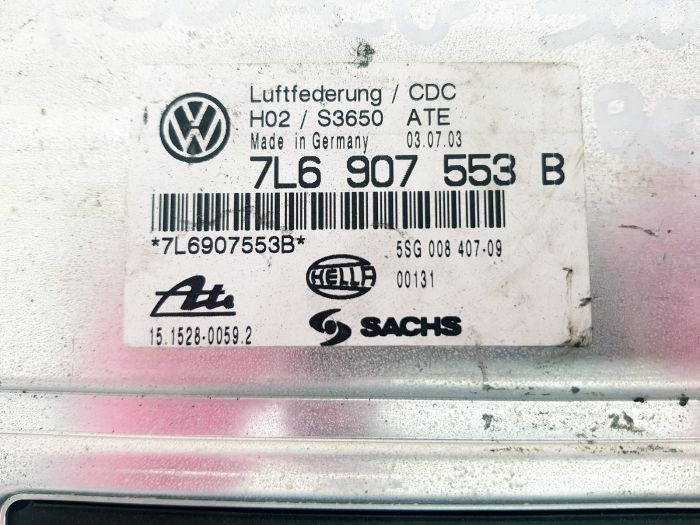 Luftfederung / CDC
H02 / S3650 ATE
Made in Germany 03.07.03
7L6 907 553 B
*7L6907553B*
5SG 008 407-09
HELLA
00131
Ate
15.1528-0059.2
SACHS